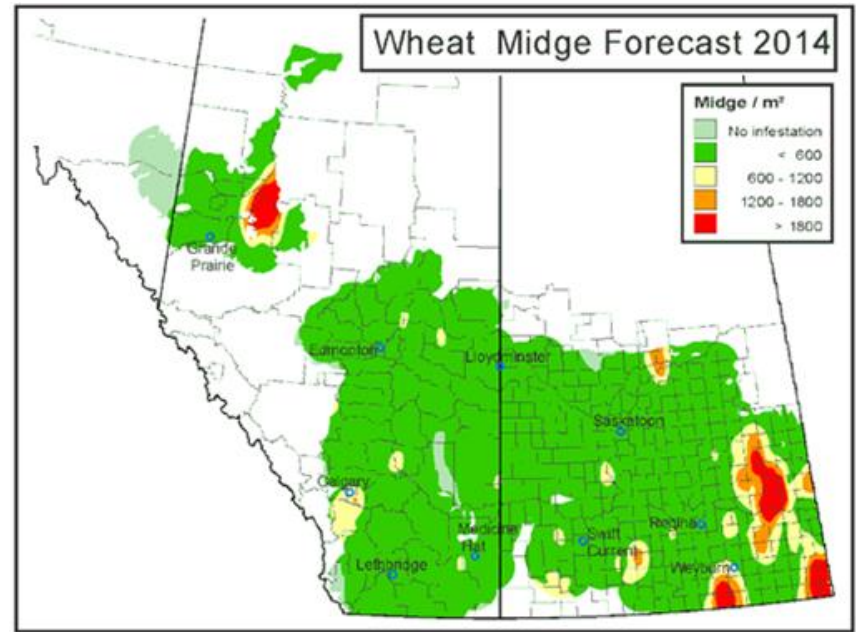 Wheat Midge Forecast 2014
Midge / m²
No infestation
< 600
600 - 1200
1200 - 1800
> 1800
Grande
Prairie
Edmonton
Lloydminster
Saskatoon
Calgary
Medicine
Hat
Swift
Current
Regina
Lethbridge
Weyburn